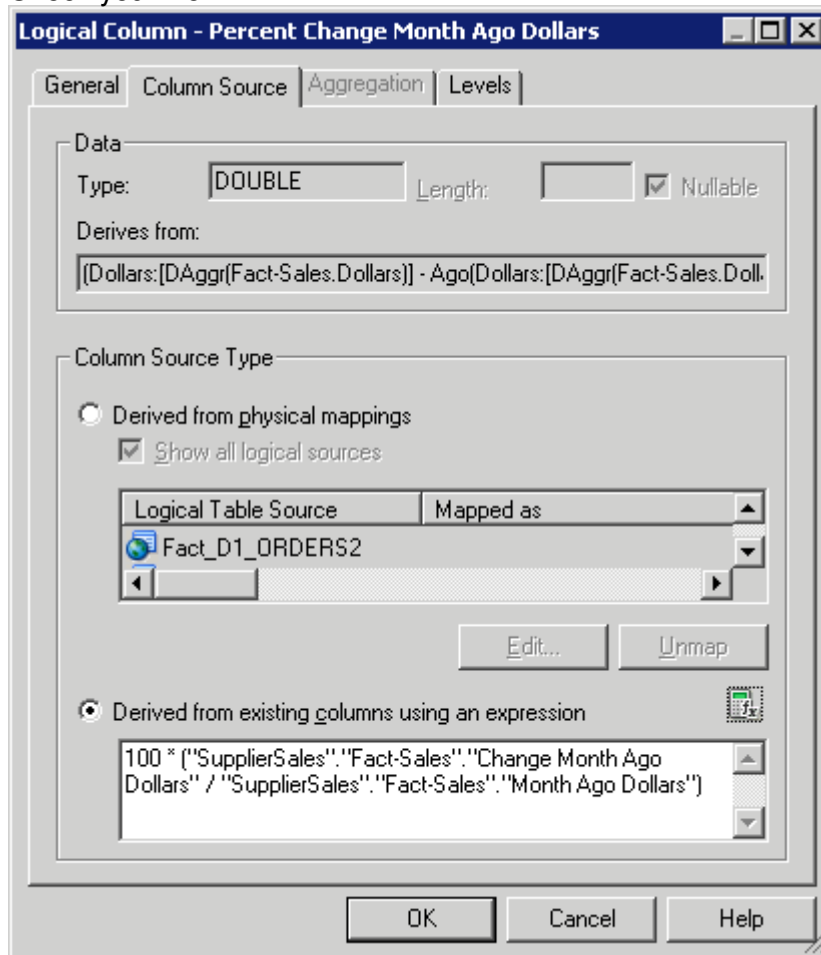 Logical Column - Percent Change Month Ago Dollars
General Column Source Aggregation Levels
Data
Type: DOUBLE Length: Nullable
Derives from:
(Dollars:[DAggr(Fact-Sales.Dollars)] - Ago(Dollars:[DAggr(Fact-Sales.Doll
Column Source Type
Derived from physical mappings
Show all logical sources
Logical Table Source Mapped as
Fact_D1_ORDERS2
Edit... Unmap
Derived from existing columns using an expression
100 * ("SupplierSales"."Fact-Sales"."Change Month Ago
Dollars" / "SupplierSales"."Fact-Sales"."Month Ago Dollars")
OK Cancel Help